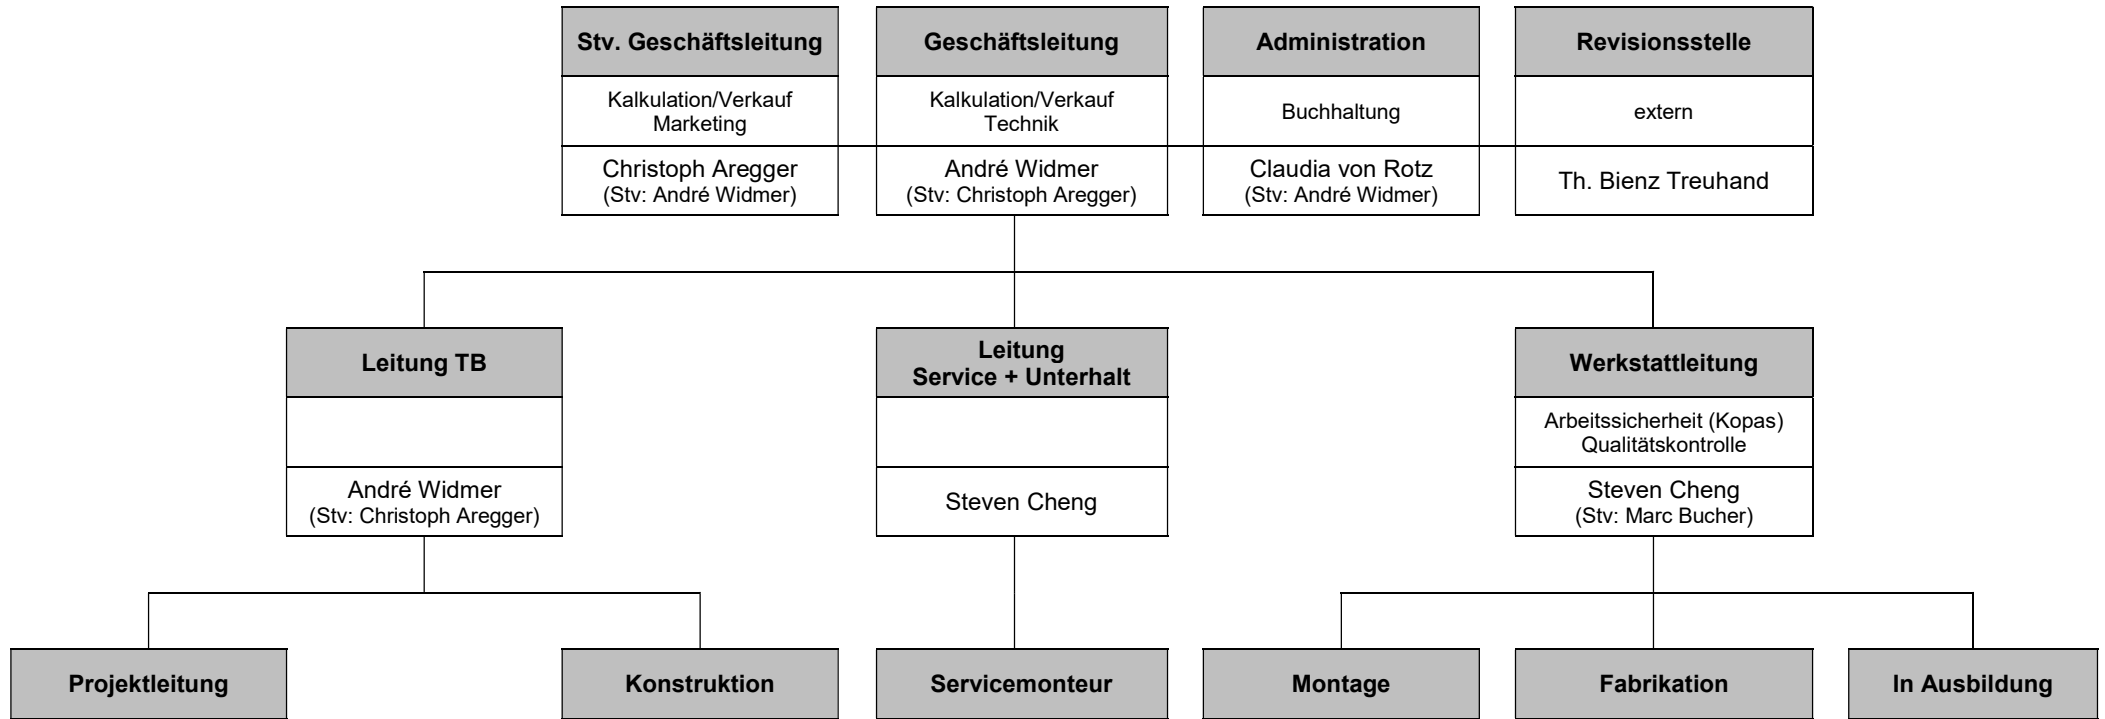 Stv. Geschäftsleitung
Kalkulation/Verkauf
Marketing
Christoph Aregger
(Stv: André Widmer)
Geschäftsleitung
Kalkulation/Verkauf
Technik
André Widmer
(Stv: Christoph Aregger)
Administration
Buchhaltung
Claudia von Rotz
(Stv: André Widmer)
Revisionsstelle
extern
Th. Bienz Treuhand
Leitung TB
André Widmer
(Stv: Christoph Aregger)
Leitung
Service + Unterhalt
Steven Cheng
Werkstattleitung
Arbeitssicherheit (Kopas)
Qualitätskontrolle
Steven Cheng
(Stv: Marc Bucher)
Projektleitung
Konstruktion
Servicemonteur
Montage
Fabrikation
In Ausbildung